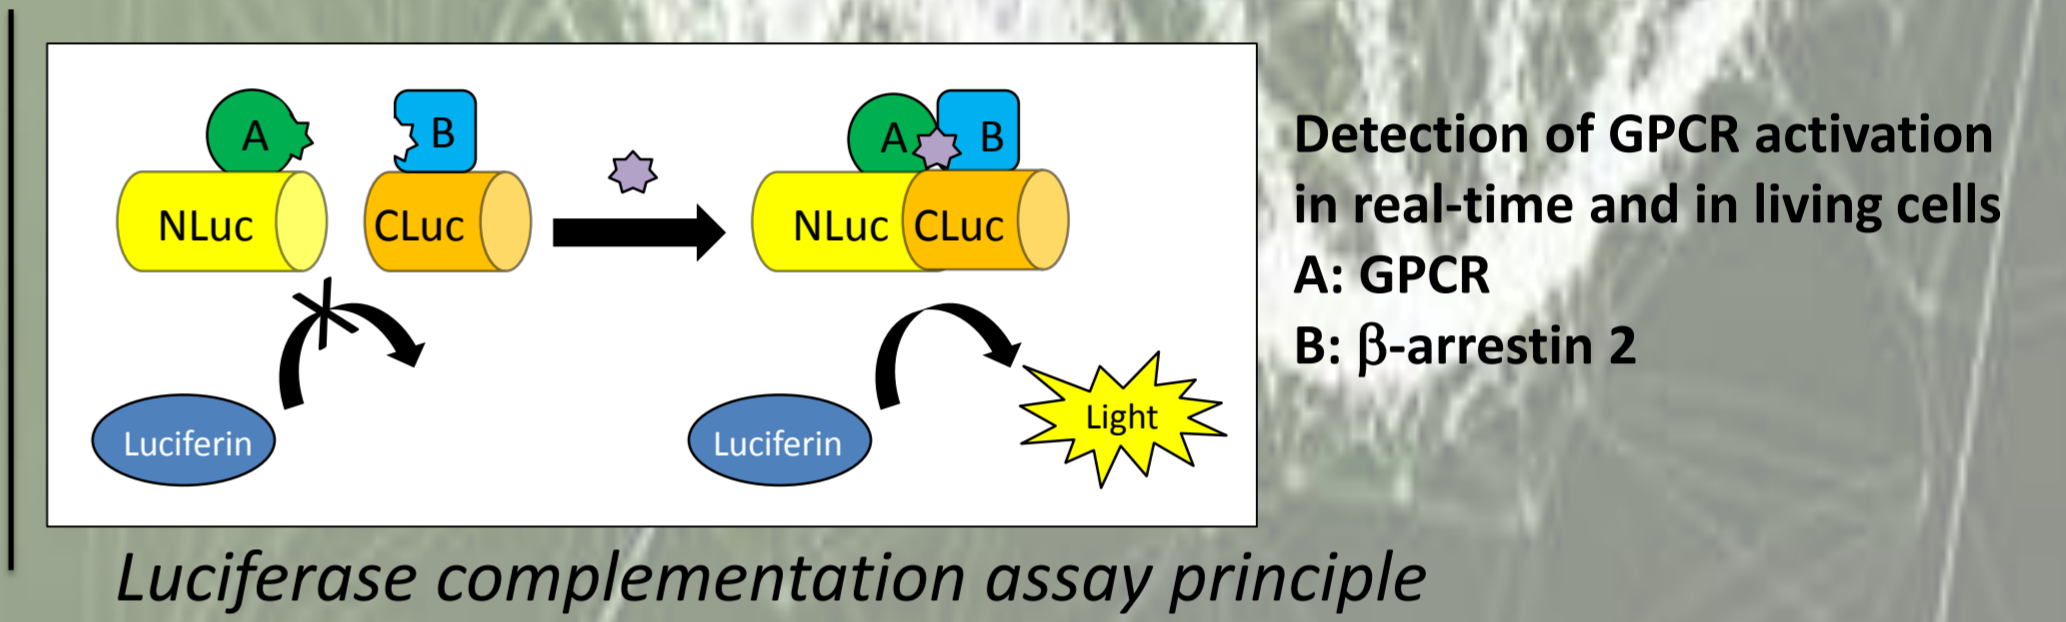 A
B
NLuc
CLuc
A
B
NLuc
CLuc
Luciferin
Luciferin
Light
Detection of GPCR activation
in real-time and in living cells
A: GPCR
B: β-arrestin 2
Luciferase complementation assay principle